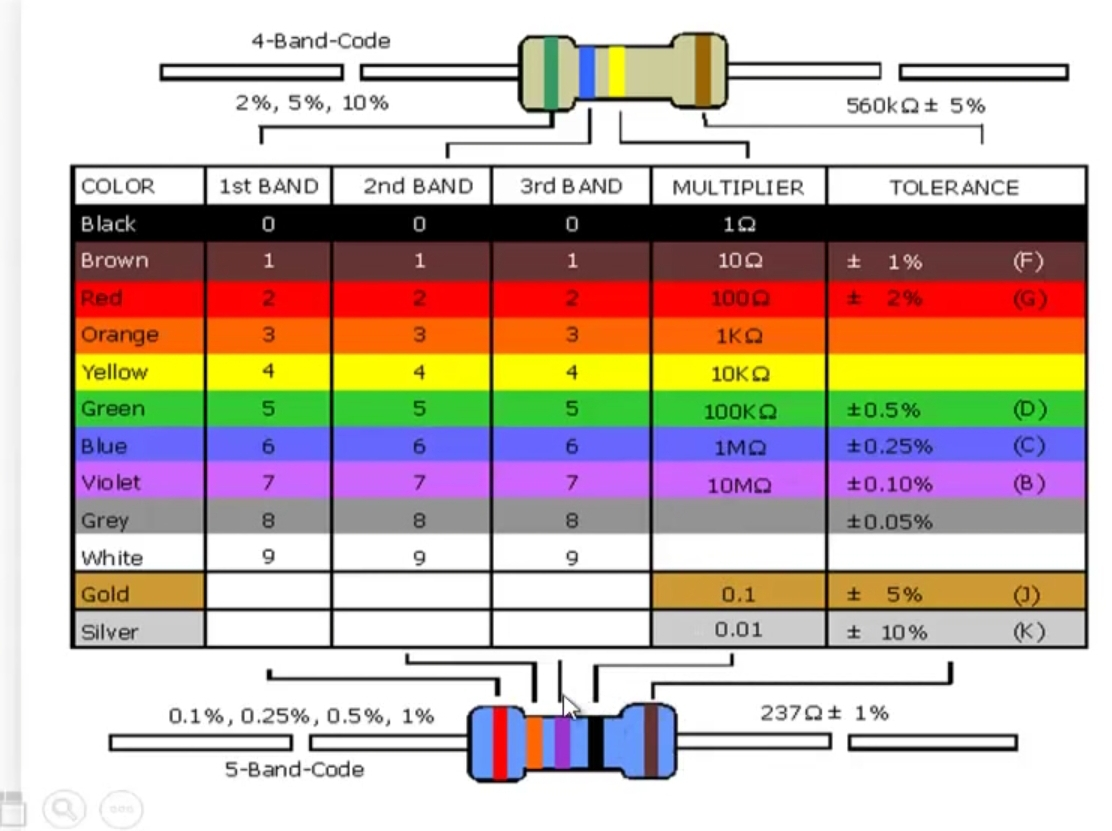 4-Band-Code
2%, 5%, 10%
560kΩ ± 5%
COLOR 1st BAND 2nd BAND 3rd BAND MULTIPLIER TOLERANCE
Black 0 0 0 1Ω
Brown 1 1 1 10Ω ± 1% (F)
Red 2 2 2 100Ω ± 2% (G)
Orange 3 3 3 1KΩ
Yellow 4 4 4 10KΩ
Green 5 5 5 100KΩ ±0.5% (D)
Blue 6 6 6 1MΩ ±0.25% (C)
Violet 7 7 7 10MΩ ±0.10% (B)
Grey 8 8 8 ±0.05%
White 9 9 9
Gold 0.1 ± 5% (J)
Silver 0.01 ± 10% (K)
0.1%, 0.25%, 0.5%, 1%
237Ω ± 1%
5-Band-Code